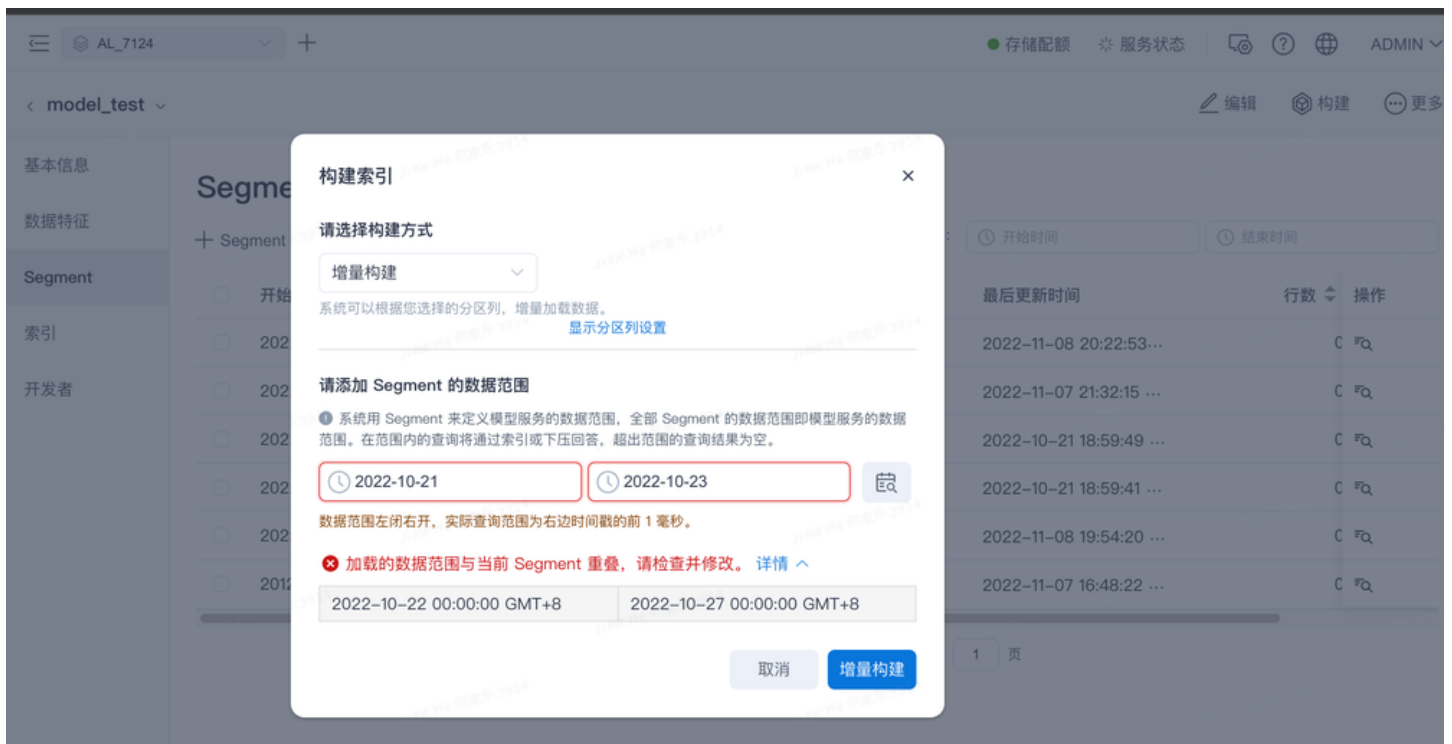 AL_7124
存储配额
服务状态
ADMIN
model_test
编辑
构建
更多
基本信息
数据特征
Segment
索引
开发者
Segme
Segment
开始时间
结束时间
开始
最后更新时间
行数
操作
202
2022-11-08 20:22:53...
202
2022-11-07 21:32:15 ...
202
2022-10-21 18:59:49 ...
202
2022-10-21 18:59:41 ...
202
2022-11-08 19:54:20 ...
2012
2022-11-07 16:48:22 ...
1 页
构建索引
请选择构建方式
增量构建
系统可以根据您选择的分区列，增量加载数据。
显示分区列设置
请添加 Segment 的数据范围
系统用 Segment 来定义模型服务的数据范围，全部 Segment 的数据范围即模型服务的数据
范围。在范围内的查询将通过索引或下压回答，超出范围的查询结果为空。
2022-10-21
2022-10-23
数据范围左闭右开，实际查询范围为右边时间戳的前 1 毫秒。
加载的数据范围与当前 Segment 重叠，请检查并修改。 详情
2022-10-22 00:00:00 GMT+8
2022-10-27 00:00:00 GMT+8
取消
增量构建